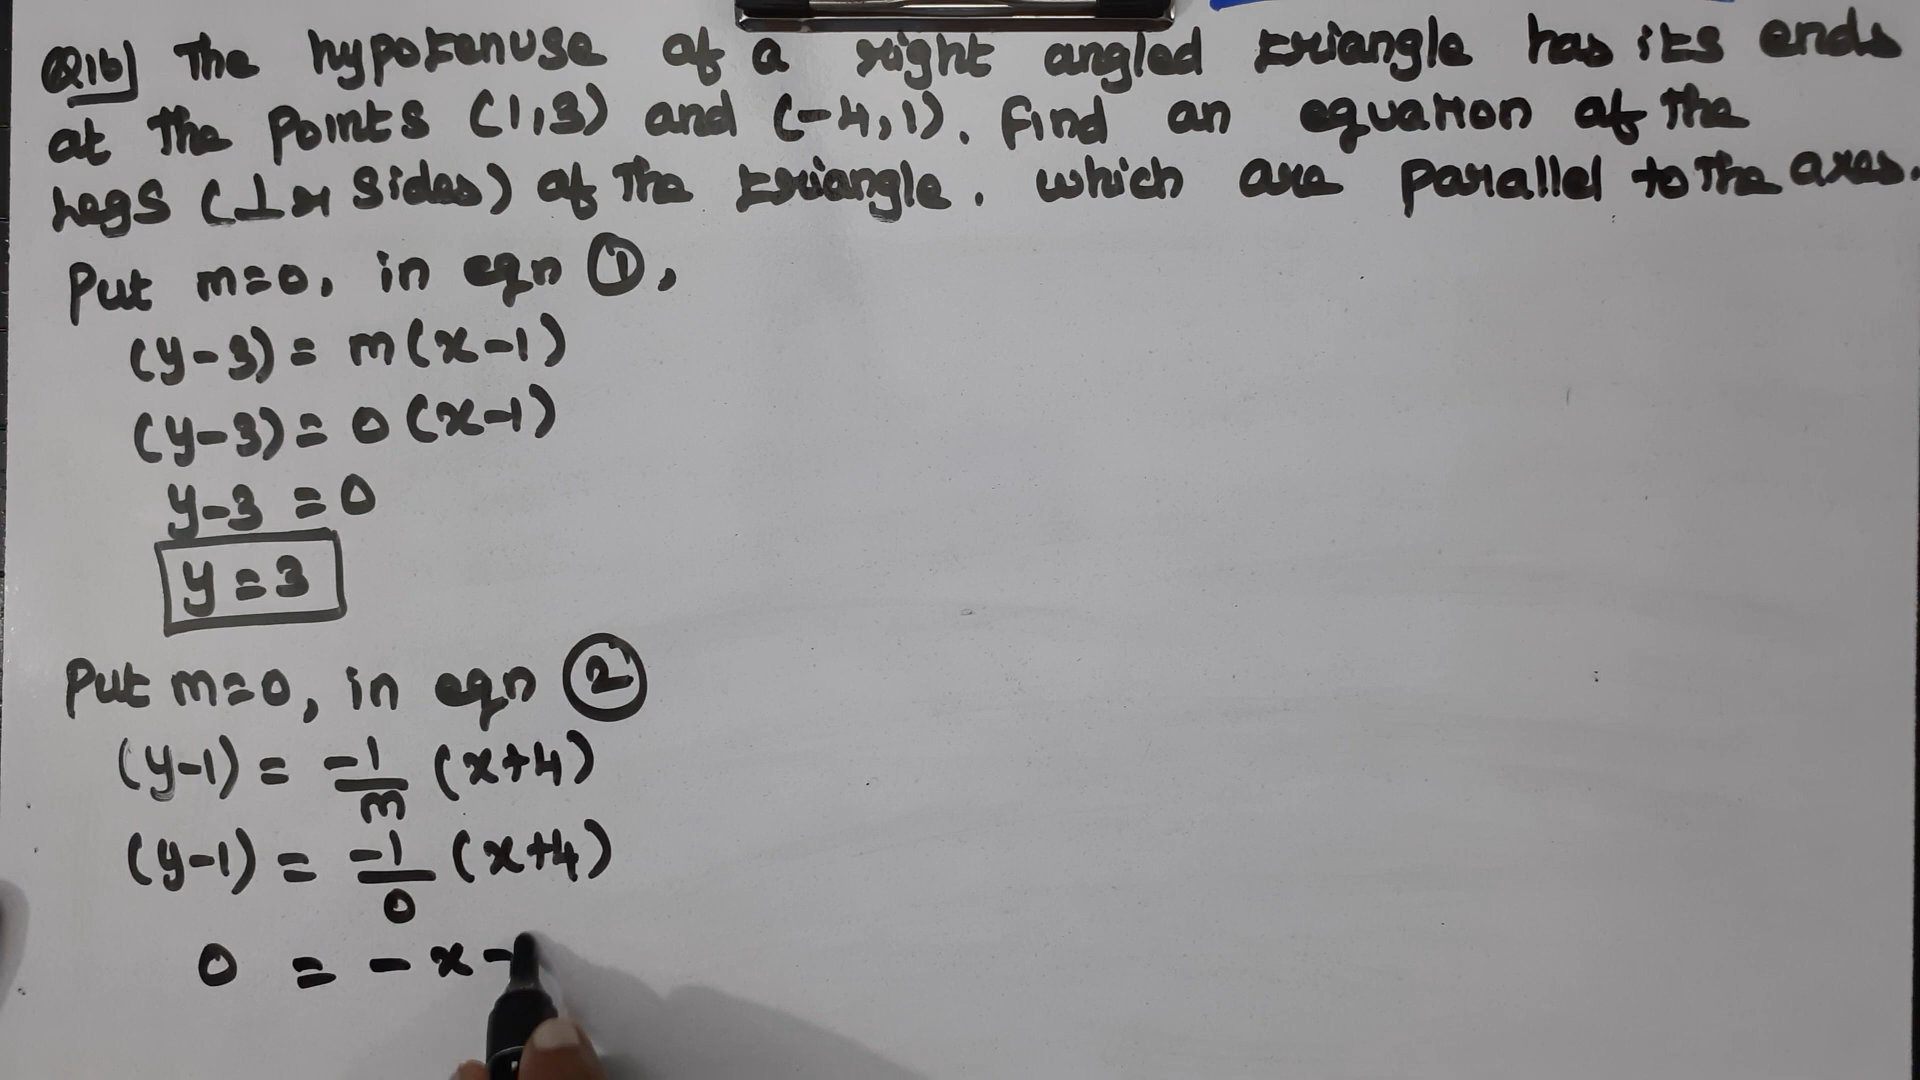 Q16) The hypotenuse of a right angled triangle has its ends
at the points (1,3) and (-4,1). Find an equation of the
legs (⊥r sides) of the triangle. which are parallel to the axes.
Put m=0, in eqn ①,
(y-3) = m(x-1)
(y-3) = 0(x-1)
y-3 = 0
y = 3
Put m=0, in eqn ②
(y-1) = -1/m (x+4)
(y-1) = -1/0 (x+4)
0 = -x-